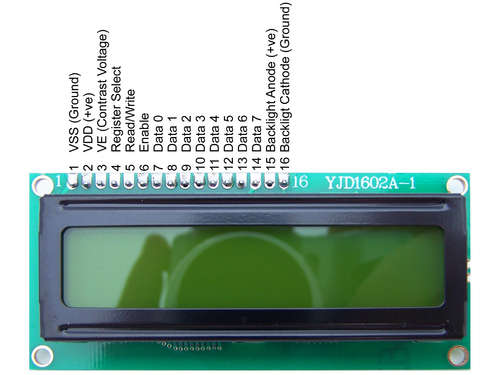 1 VSS (Ground)
2 VDD (+ve)
3 VE (Contrast Voltage)
4 Register Select
5 Read/Write
6 Enable
7 Data 0
8 Data 1
9 Data 2
10 Data 3
11 Data 4
12 Data 5
13 Data 6
14 Data 7
15 Backlight Anode (+ve)
16 Backligt Cathode (Ground)
1
16
YJD1602A-1